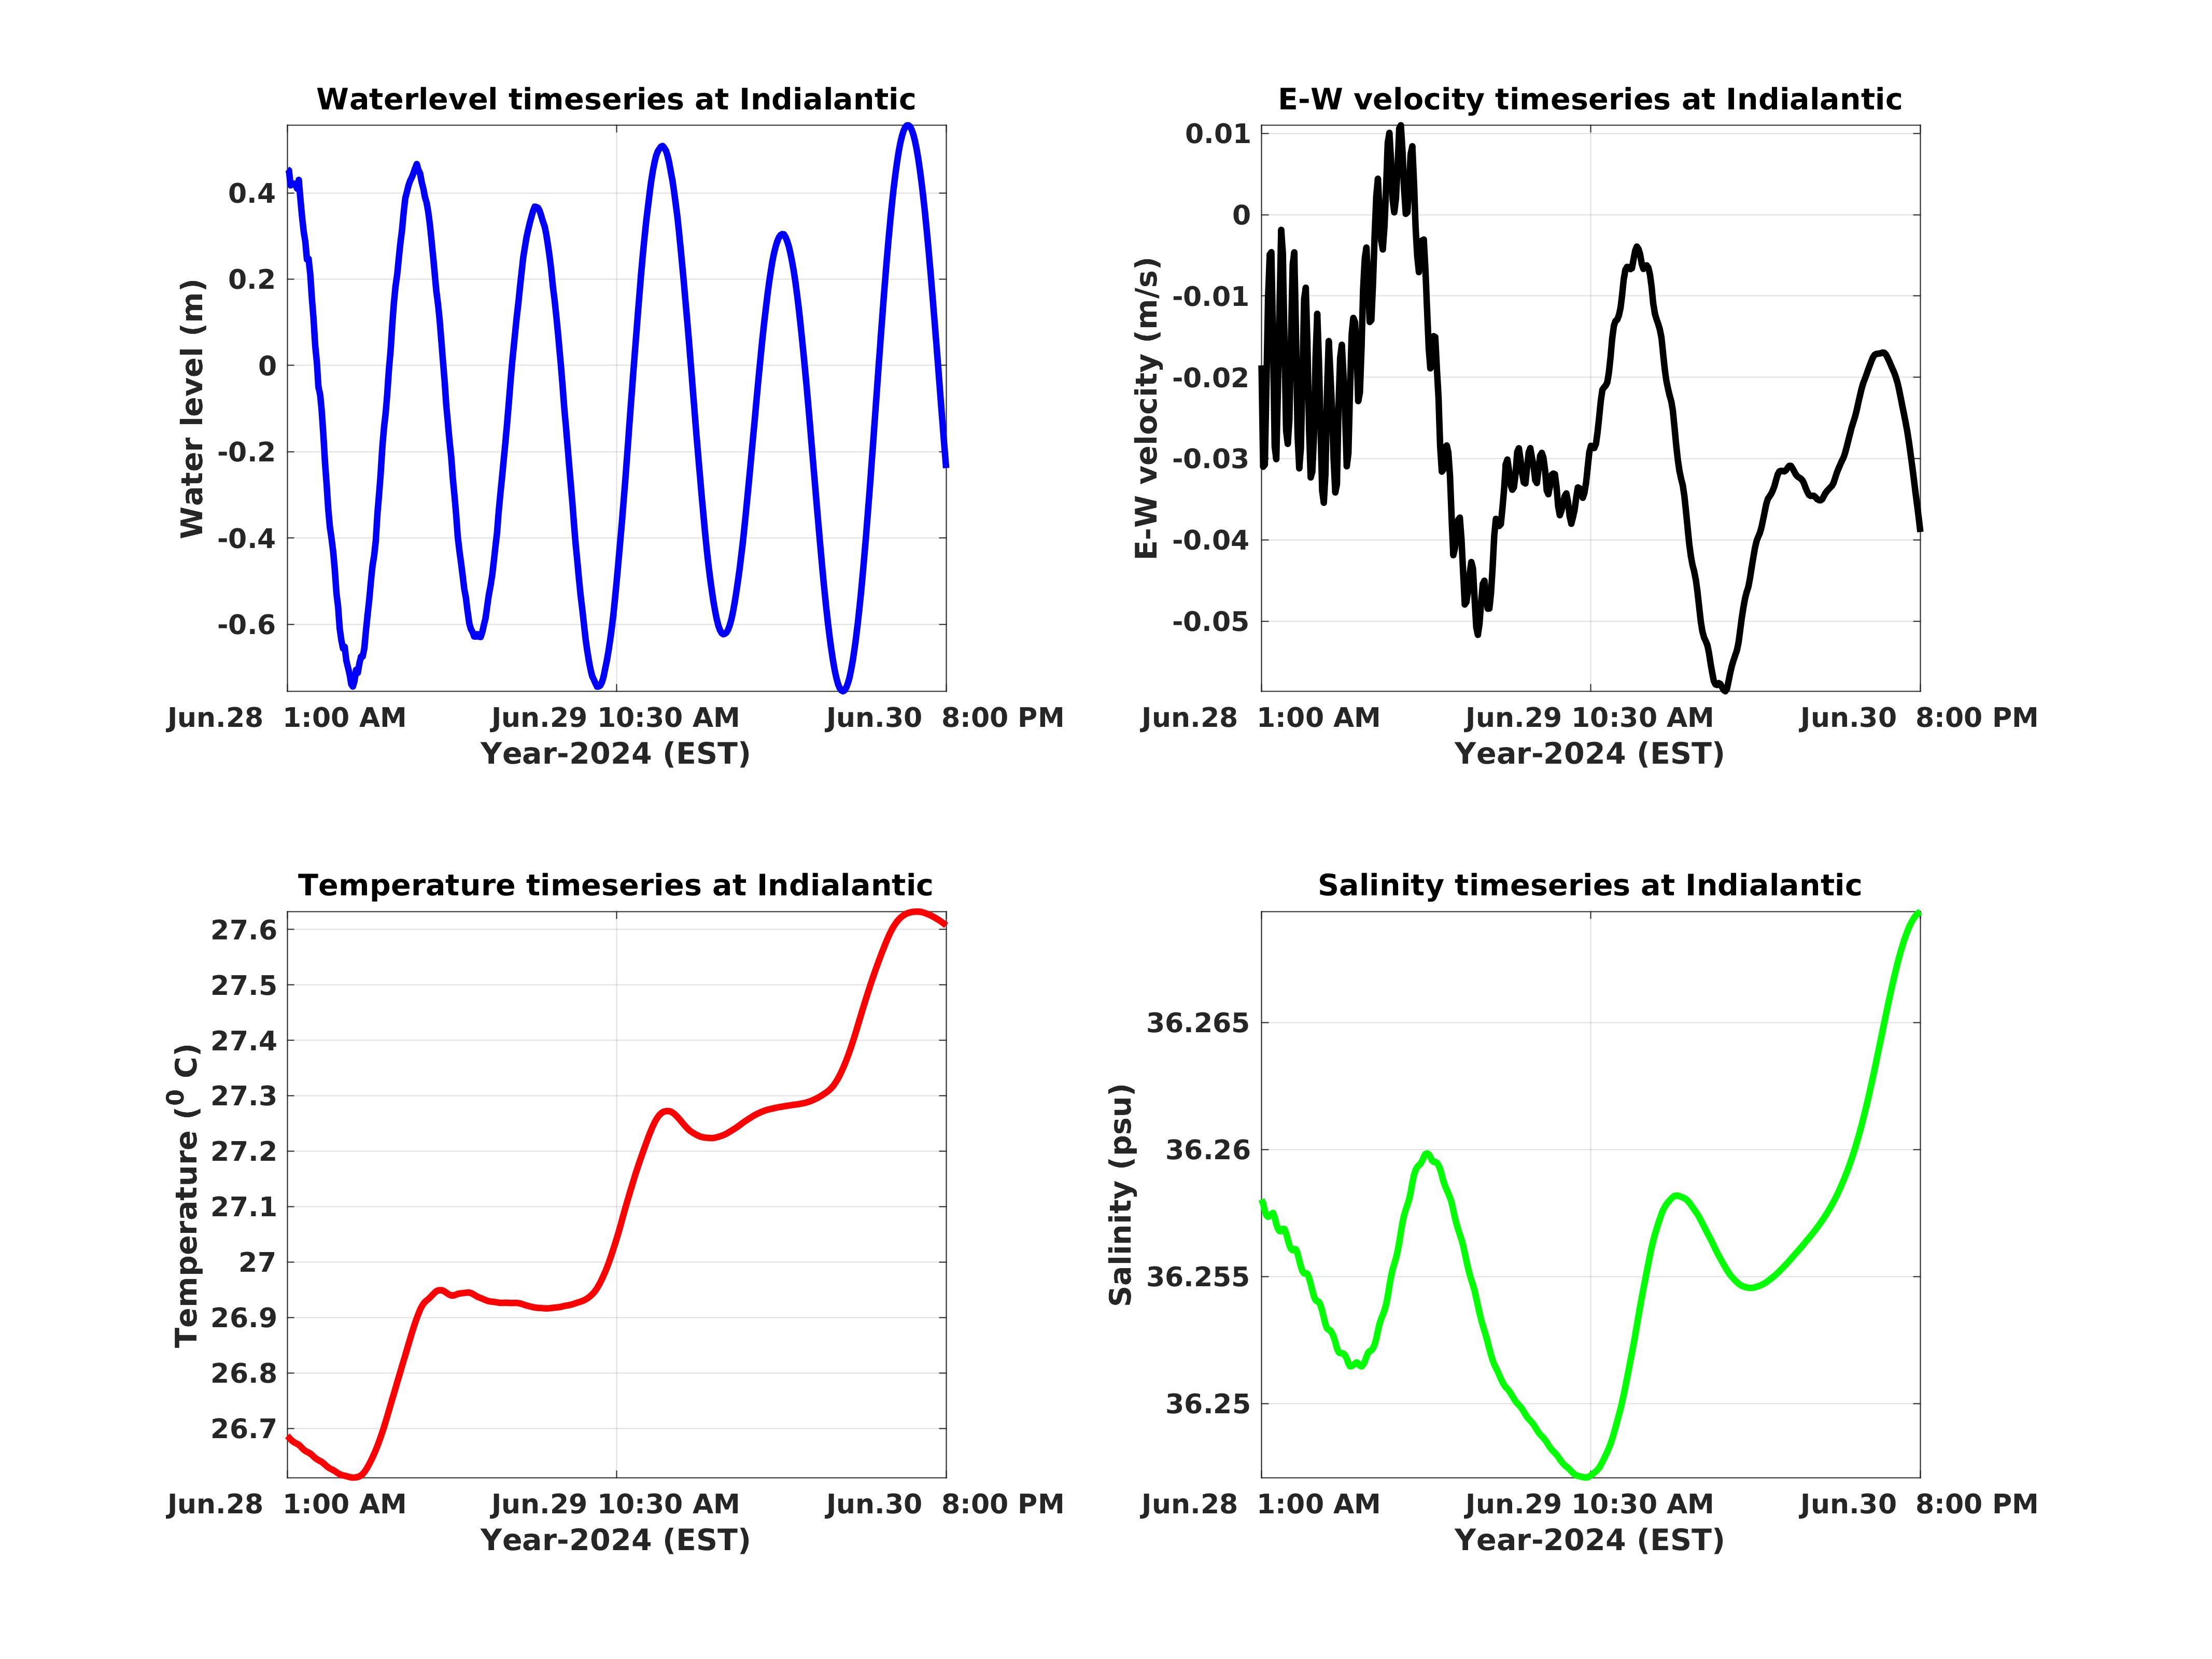 Waterlevel timeseries at Indialantic
0.4
0.2
0
-0.2
-0.4
-0.6
Water level (m)
Jun.28  1:00 AM
Jun.29 10:30 AM
Jun.30  8:00 PM
Year-2024 (EST)
E-W velocity timeseries at Indialantic
0.01
0
-0.01
-0.02
-0.03
-0.04
-0.05
E-W velocity (m/s)
Jun.28  1:00 AM
Jun.29 10:30 AM
Jun.30  8:00 PM
Year-2024 (EST)
Temperature timeseries at Indialantic
27.6
27.5
27.4
27.3
27.2
27.1
27
26.9
26.8
26.7
Temperature (⁰ C)
Jun.28  1:00 AM
Jun.29 10:30 AM
Jun.30  8:00 PM
Year-2024 (EST)
Salinity timeseries at Indialantic
36.265
36.26
36.255
36.25
Salinity (psu)
Jun.28  1:00 AM
Jun.29 10:30 AM
Jun.30  8:00 PM
Year-2024 (EST)